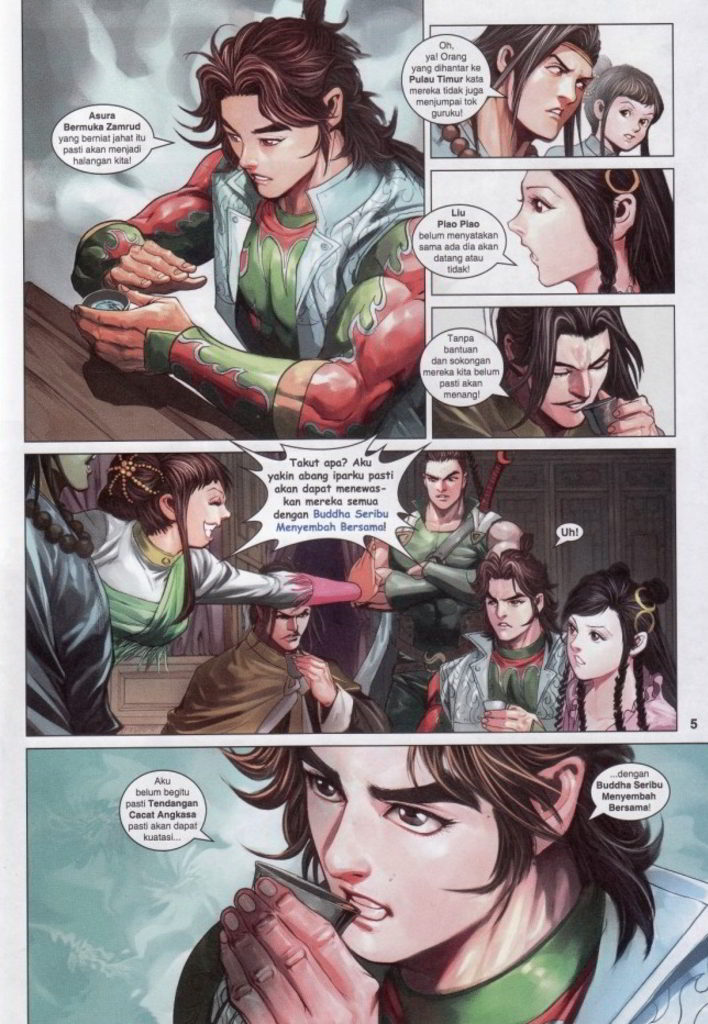 Asura
Bermuka Zamrud
yang berniat jahat itu
pasti akan menjadi
halangan kita!
Oh,
ya! Orang
yang dihantar ke
Pulau Timur kata
mereka tidak juga
menjumpai tok
guruku!
Liu
Piao Piao
belum menyatakan
sama ada dia akan
datang atau
tidak!
Tanpa
bantuan
dan sokongan
mereka kita belum
pasti akan
menang!
Takut apa? Aku
yakin abang iparku pasti
akan dapat menewas-
kan mereka semua
dengan Buddha Seribu
Menyembah Bersama!
Uh!
5
Aku
belum begitu
pasti Tendangan
Cacat Angkasa
pasti akan dapat
kuatasi...
...dengan
Buddha Seribu
Menyembah
Bersama!